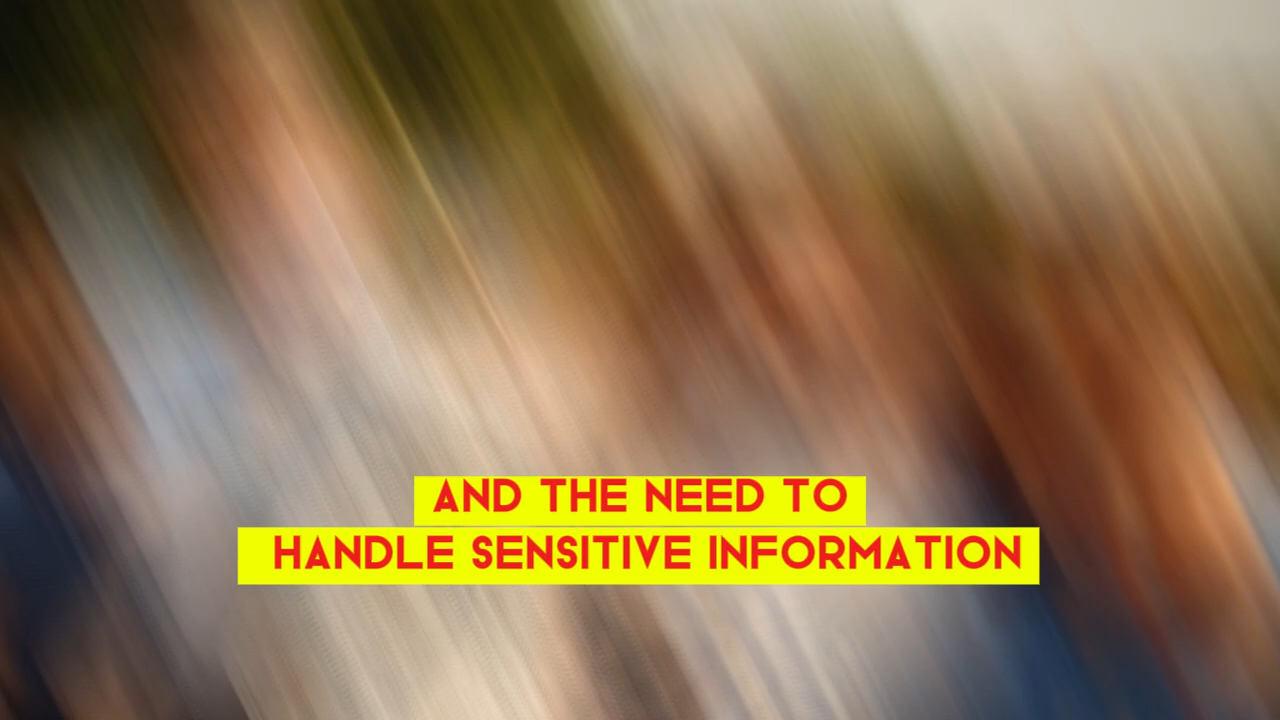 AND THE NEED TO
HANDLE SENSITIVE INFORMATION